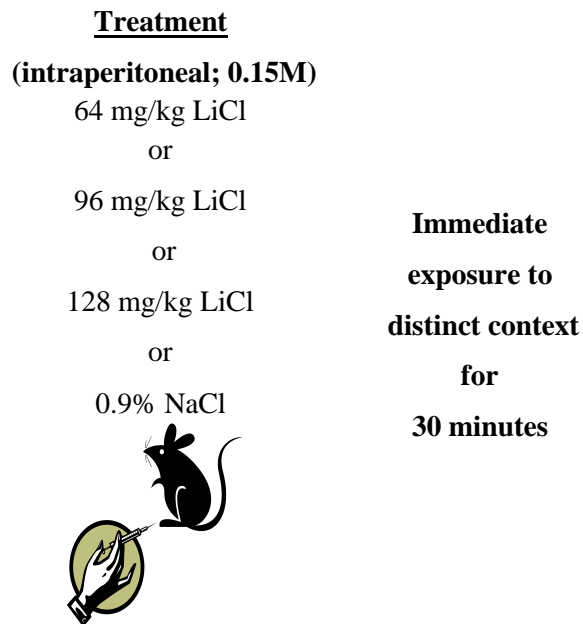 Treatment
(intraperitoneal; 0.15M)
64 mg/kg LiCl
or
96 mg/kg LiCl
or
128 mg/kg LiCl
or
0.9% NaCl
Immediate
exposure to
distinct context
for
30 minutes